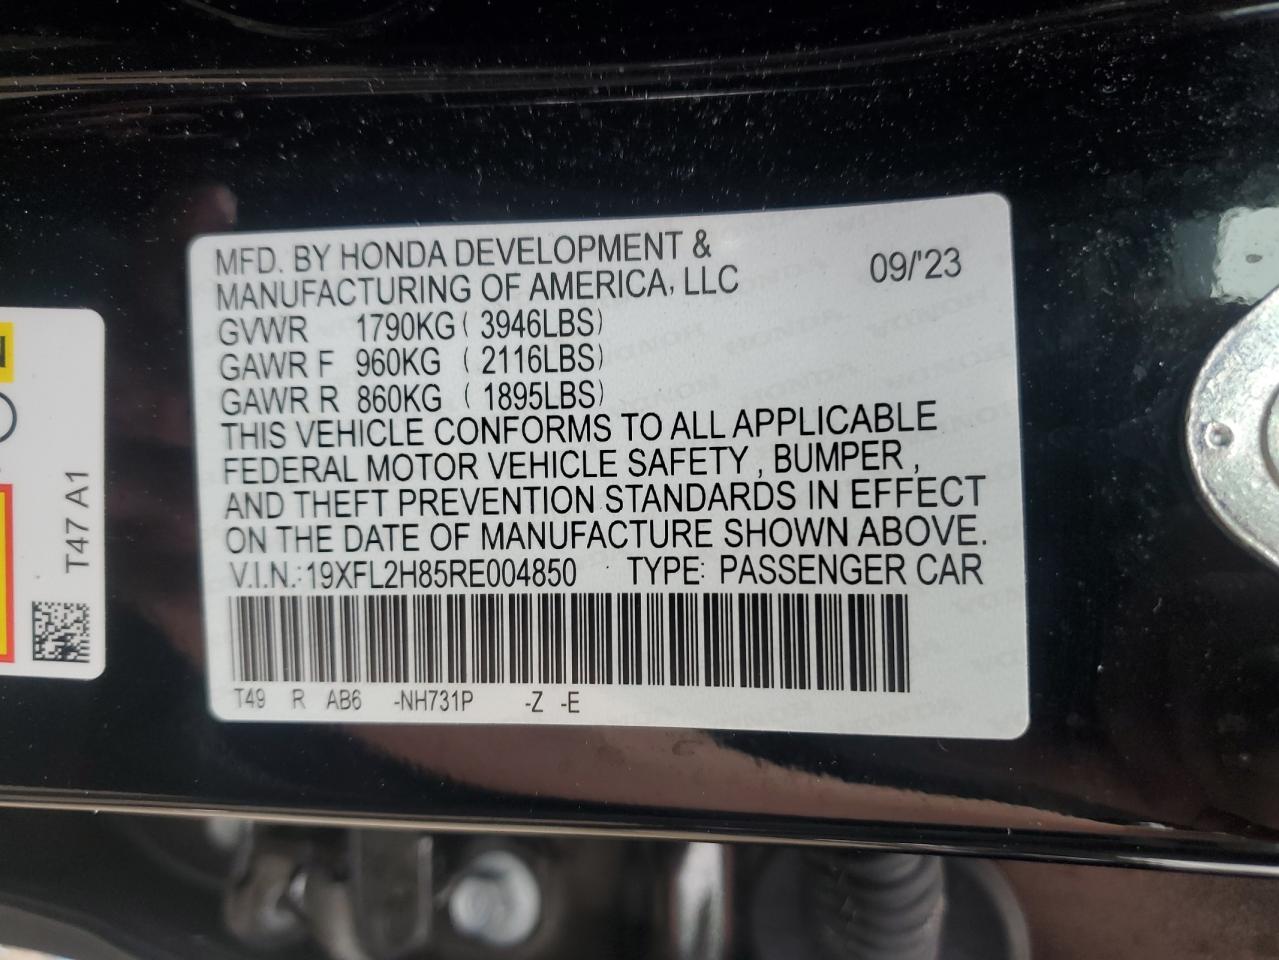 MFD. BY HONDA DEVELOPMENT &
MANUFACTURING OF AMERICA, LLC 09/'23
GVWR 1790KG ( 3946LBS)
GAWR F 960KG ( 2116LBS)
GAWR R 860KG ( 1895LBS)
THIS VEHICLE CONFORMS TO ALL APPLICABLE
FEDERAL MOTOR VEHICLE SAFETY , BUMPER ,
AND THEFT PREVENTION STANDARDS IN EFFECT
ON THE DATE OF MANUFACTURE SHOWN ABOVE.
V.I.N.: 19XFL2H85RE004850 TYPE: PASSENGER CAR
T49 R AB6 -NH731P -Z -E
T47 A1